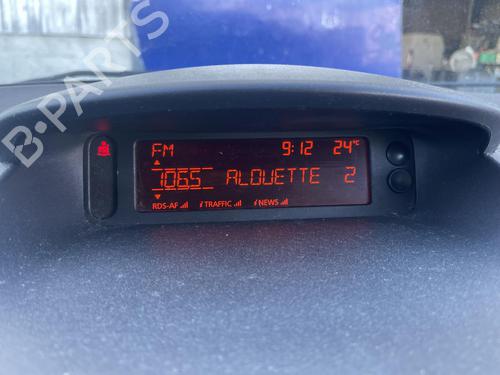 FM 9:12 24°C
106.5 ALOUETTE 2
RDS-AF i TRAFFIC i NEWS
B-PARTS